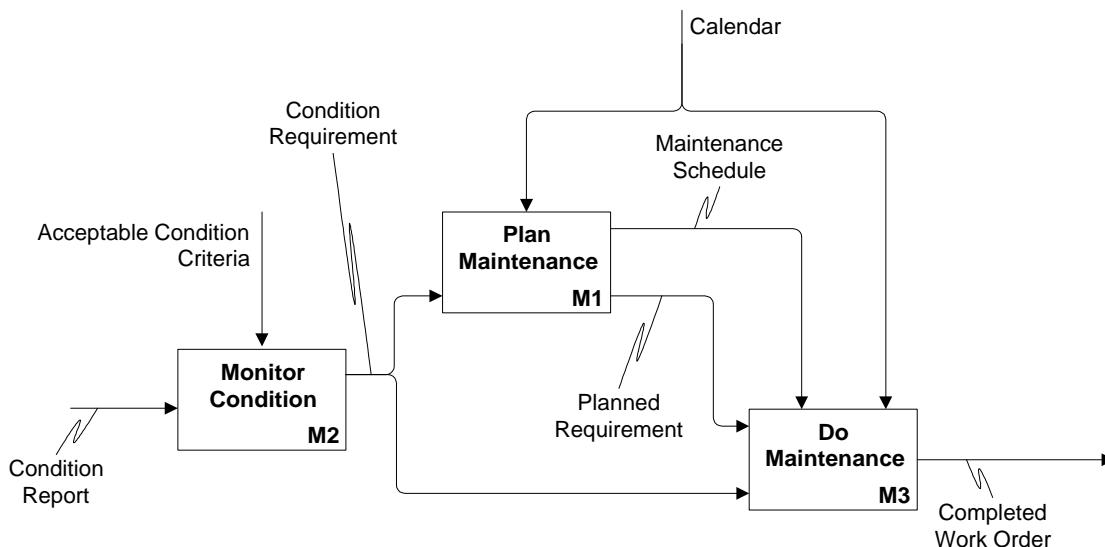 Calendar
Condition
Requirement
Maintenance
Schedule
Acceptable Condition
Criteria
Plan
Maintenance
M1
Monitor
Condition
M2
Planned
Requirement
Do
Maintenance
M3
Condition
Report
Completed
Work Order